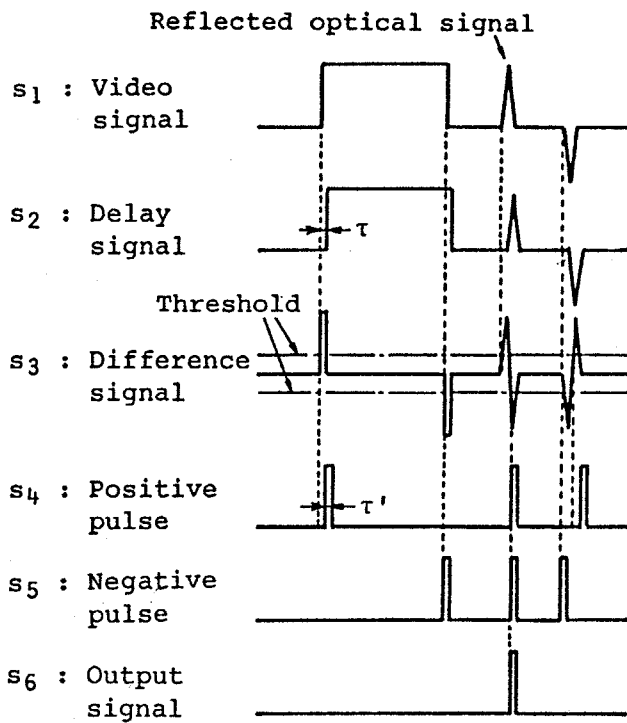 Reflected optical signal
s1 : Video
signal
s2 : Delay
signal
τ
Threshold
s3 : Difference
signal
s4 : Positive
pulse
τ'
s5 : Negative
pulse
s6 : Output
signal